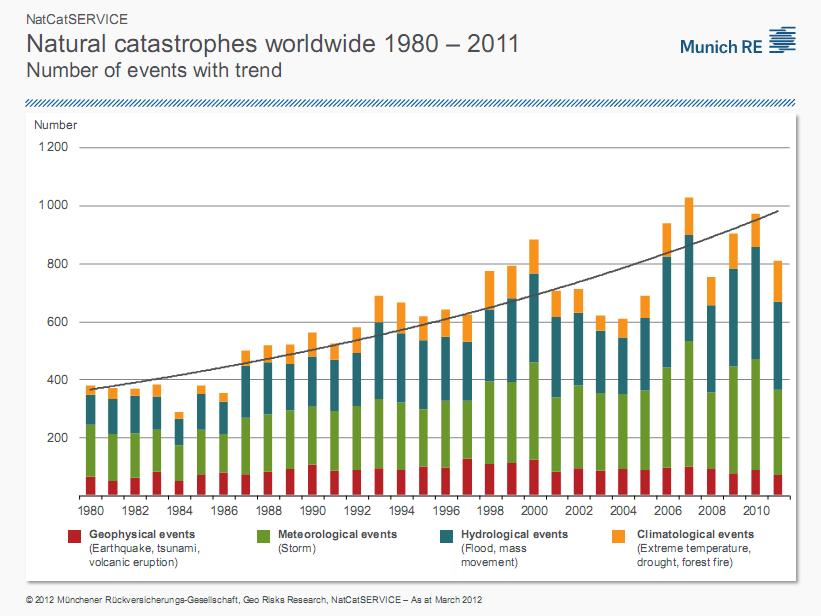 NatCatSERVICE
Natural catastrophes worldwide 1980 – 2011
Number of events with trend
Munich RE
Number
1 200
1 000
800
600
400
200
1980 1982 1984 1986 1988 1990 1992 1994 1996 1998 2000 2002 2004 2006 2008 2010
Geophysical events
(Earthquake, tsunami,
volcanic eruption)
Meteorological events
(Storm)
Hydrological events
(Flood, mass
movement)
Climatological events
(Extreme temperature,
drought, forest fire)
© 2012 Münchener Rückversicherungs-Gesellschaft, Geo Risks Research, NatCatSERVICE – As at March 2012